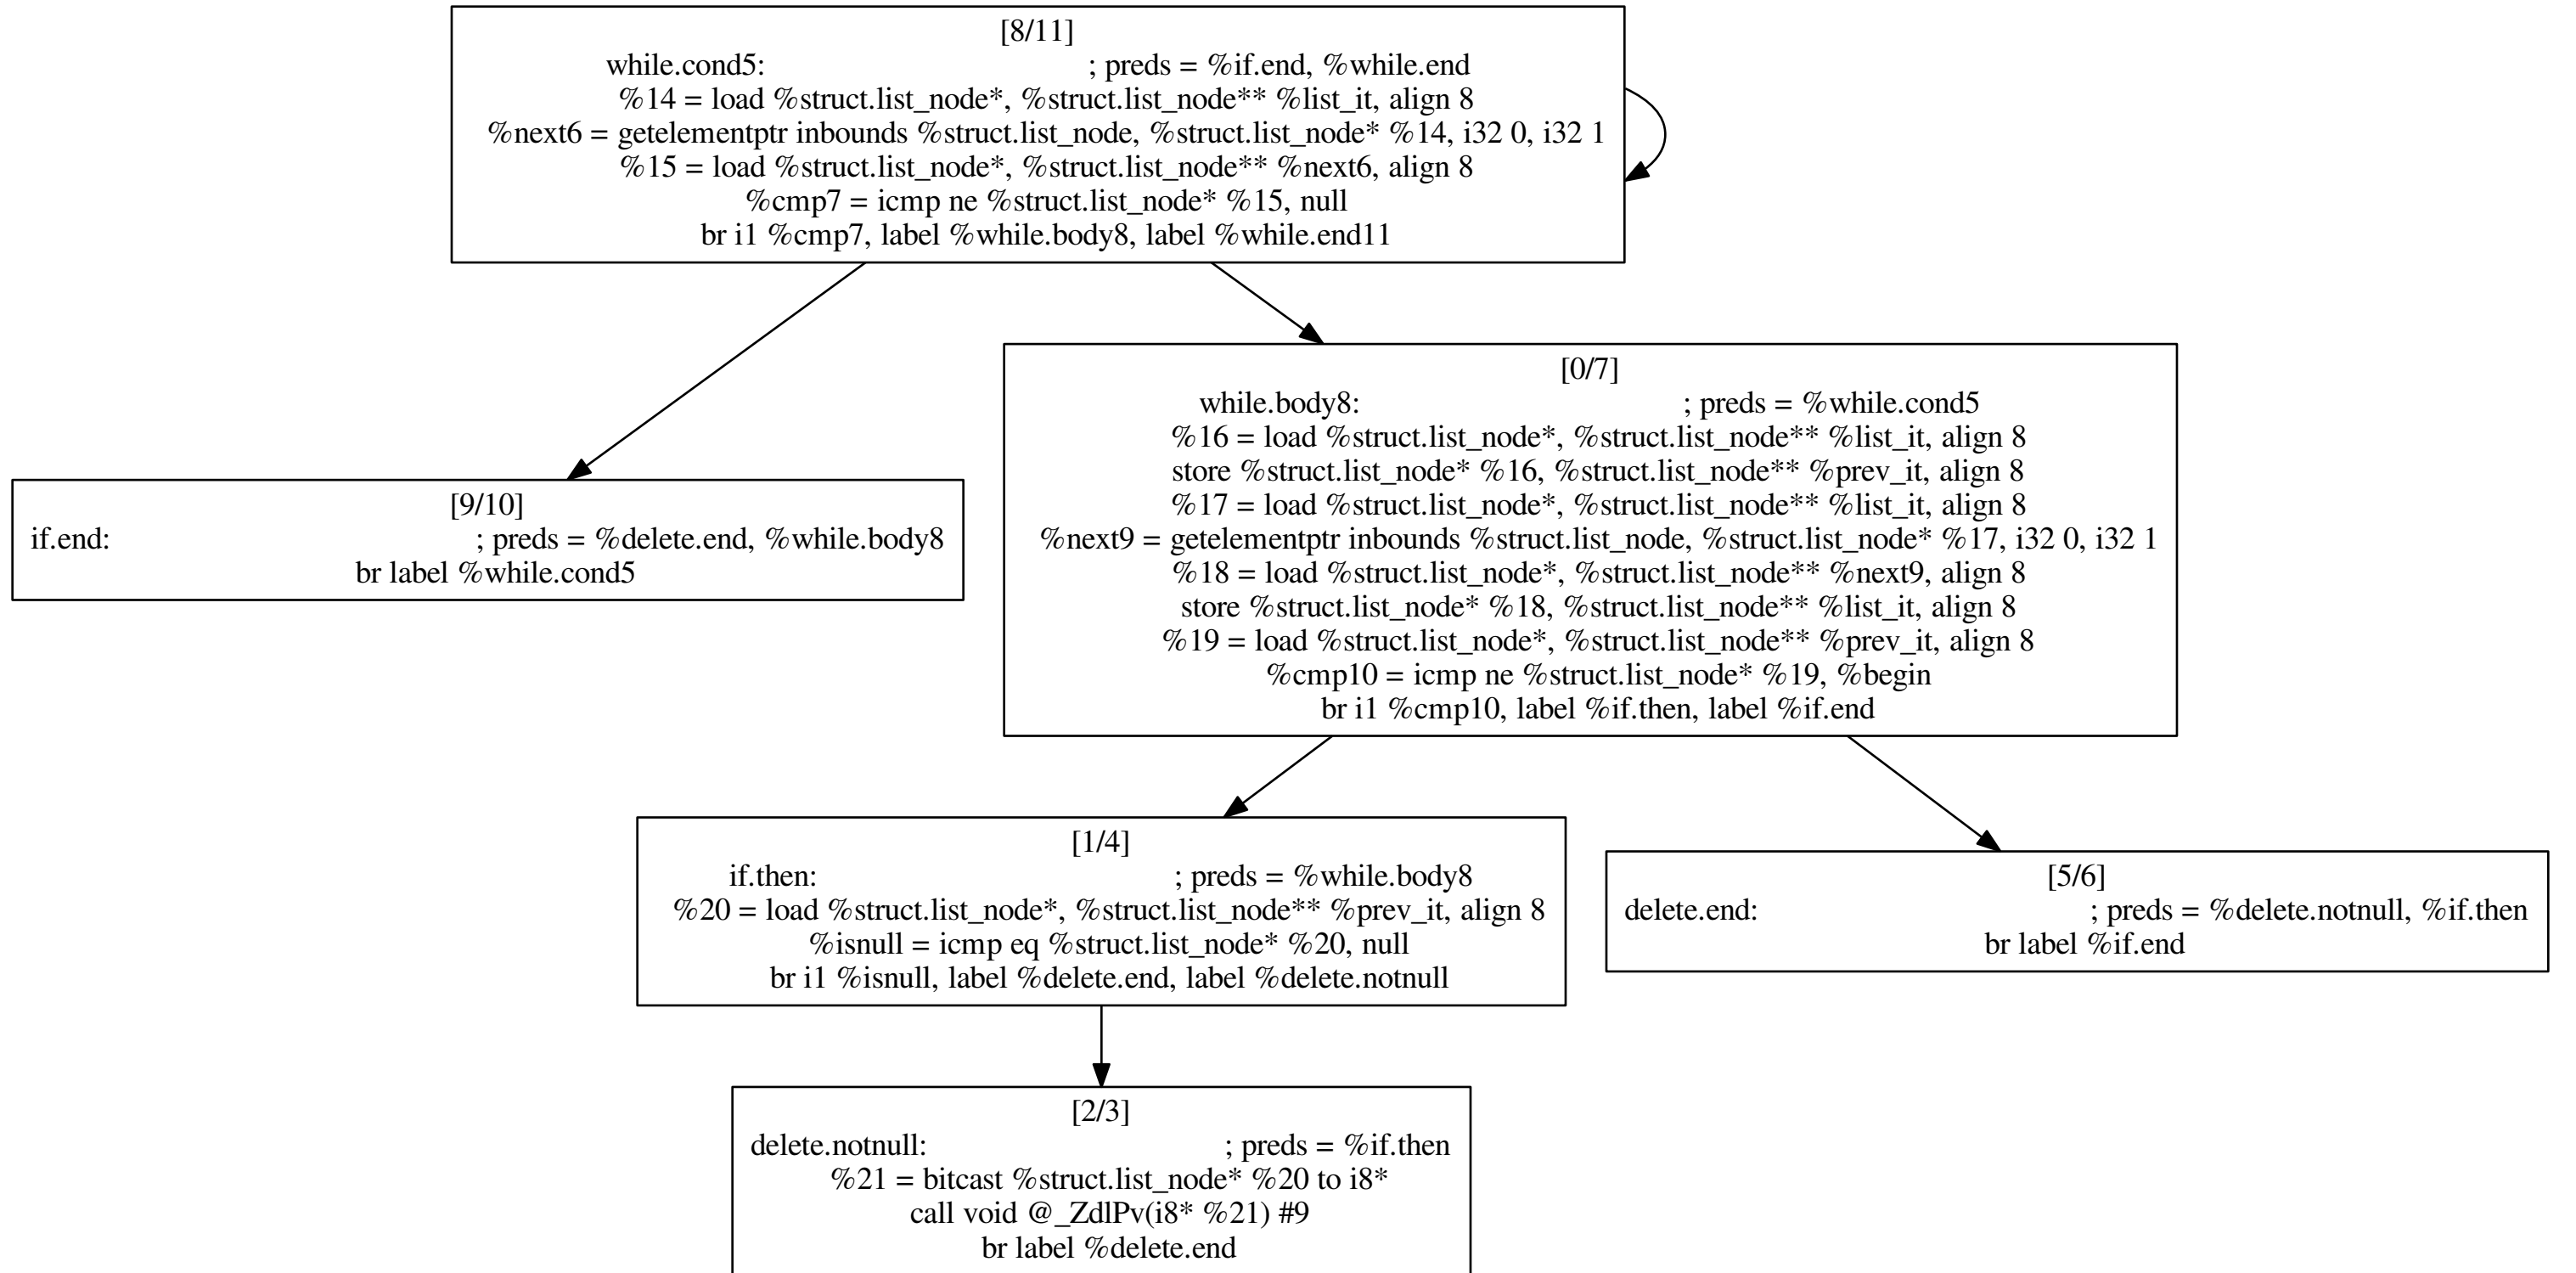 [8/11]
while.cond5: ; preds = %if.end, %while.end
%14 = load %struct.list_node*, %struct.list_node** %list_it, align 8
%next6 = getelementptr inbounds %struct.list_node, %struct.list_node* %14, i32 0, i32 1
%15 = load %struct.list_node*, %struct.list_node** %next6, align 8
%cmp7 = icmp ne %struct.list_node* %15, null
br i1 %cmp7, label %while.body8, label %while.end11
[9/10]
if.end: ; preds = %delete.end, %while.body8
br label %while.cond5
[0/7]
while.body8: ; preds = %while.cond5
%16 = load %struct.list_node*, %struct.list_node** %list_it, align 8
store %struct.list_node* %16, %struct.list_node** %prev_it, align 8
%17 = load %struct.list_node*, %struct.list_node** %list_it, align 8
%next9 = getelementptr inbounds %struct.list_node, %struct.list_node* %17, i32 0, i32 1
%18 = load %struct.list_node*, %struct.list_node** %next9, align 8
store %struct.list_node* %18, %struct.list_node** %list_it, align 8
%19 = load %struct.list_node*, %struct.list_node** %prev_it, align 8
%cmp10 = icmp ne %struct.list_node* %19, %begin
br i1 %cmp10, label %if.then, label %if.end
[1/4]
if.then: ; preds = %while.body8
%20 = load %struct.list_node*, %struct.list_node** %prev_it, align 8
%isnull = icmp eq %struct.list_node* %20, null
br i1 %isnull, label %delete.end, label %delete.notnull
[5/6]
delete.end: ; preds = %delete.notnull, %if.then
br label %if.end
[2/3]
delete.notnull: ; preds = %if.then
%21 = bitcast %struct.list_node* %20 to i8*
call void @_ZdlPv(i8* %21) #9
br label %delete.end